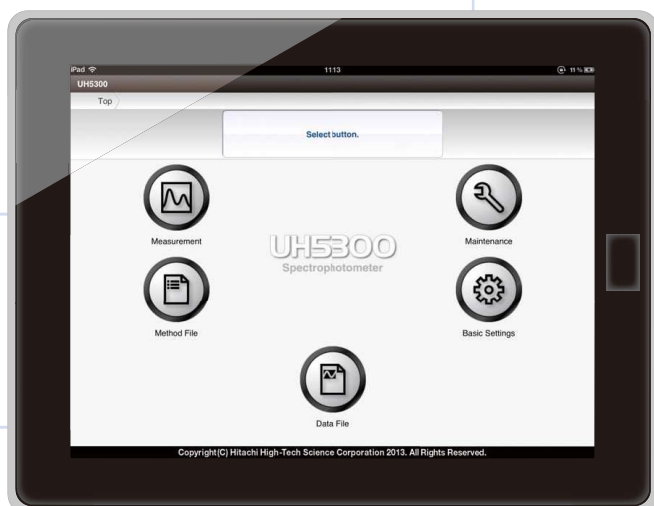 iPad 1113 11%
UH5300
Top
Select button.
Measurement
Maintenance
UH5300
Spectrophotometer
Method File
Basic Settings
Data File
Copyright(C) Hitachi High-Tech Science Corporation 2013. All Rights Reserved.